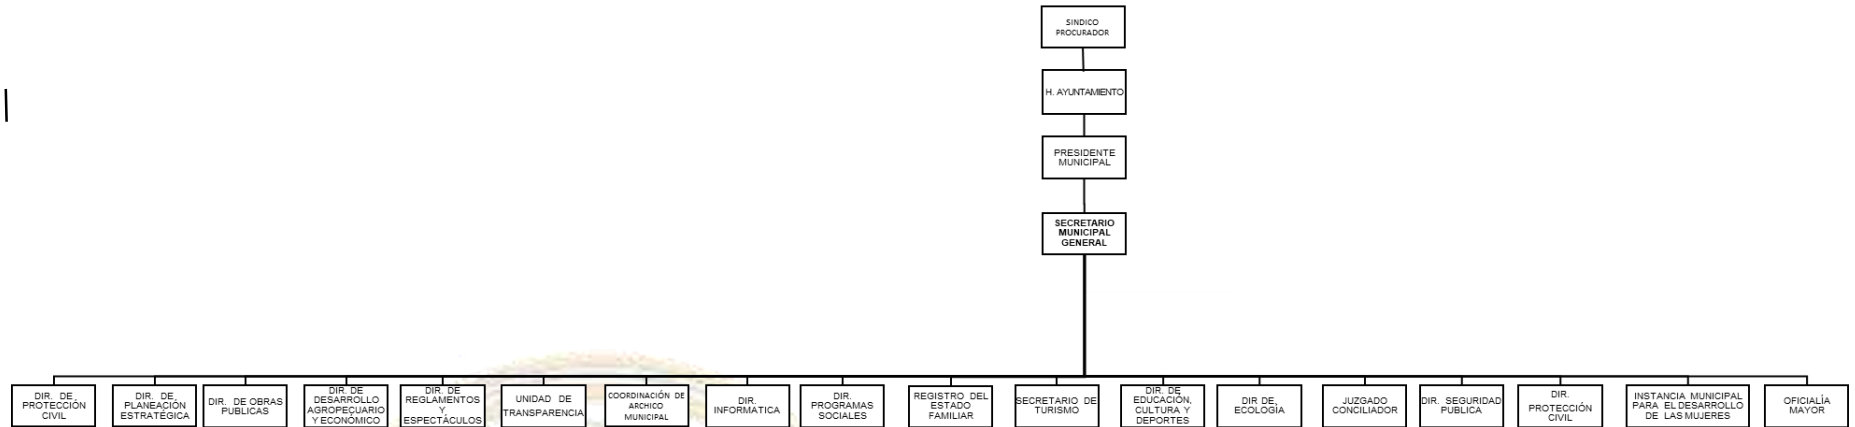 SINDICO
PROCURADOR
H. AYUNTAMIENTO
PRESIDENTE
MUNICIPAL
SECRETARIO
MUNICIPAL
GENERAL
DIR. DE
PROTECCIÓN
CIVIL
DIR. DE
PLANEACIÓN
ESTRATÉGICA
DIR. DE OBRAS
PUBLICAS
DIR. DE
DESARROLLO
AGROPECUARIO
Y ECONÓMICO
DIR. DE
REGLAMENTOS
Y
ESPECTÁCULOS
UNIDAD DE
TRANSPARENCIA
COORDINACIÓN DE
ARCHICO
MUNICIPAL
DIR.
INFORMATICA
DIR.
PROGRAMAS
SOCIALES
REGISTRO DEL
ESTADO
FAMILIAR
SECRETARIO DE
TURISMO
DIR. DE
EDUCACIÓN,
CULTURA Y
DEPORTES
DIR DE,
ECOLOGÍA
JUZGADO
CONCILIADOR
DIR. SEGURIDAD
PUBLICA
DIR.
PROTECCIÓN
CIVIL
INSTANCIA MUNICIPAL
PARA EL DESARROLLO
DE LAS MUJERES
OFICIALÌA
MAYOR